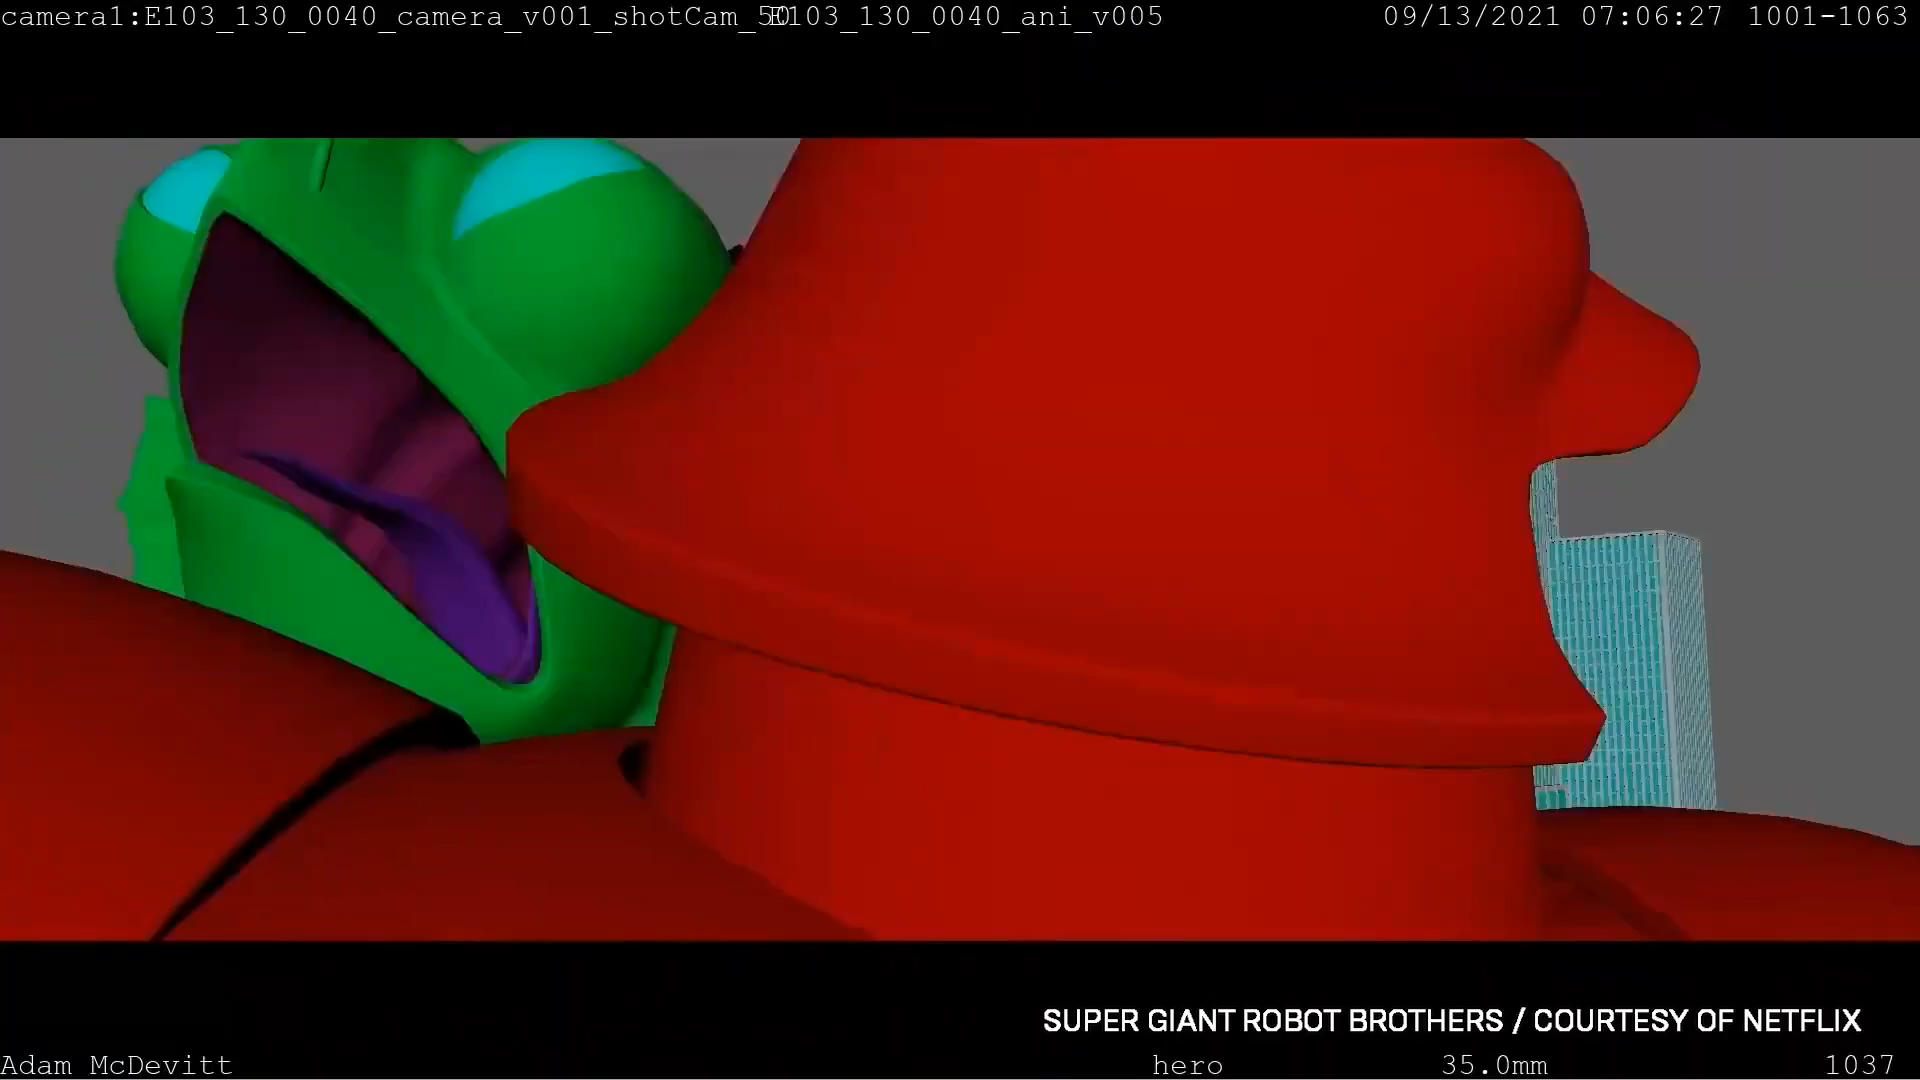 camera1:E103_130_0040_camera_v001_shotCam_50 E103_130_0040_ani_v005 09/13/2021 07:06:27 1001-1063
SUPER GIANT ROBOT BROTHERS / COURTESY OF NETFLIX
Adam McDevitt hero 35.0mm 1037